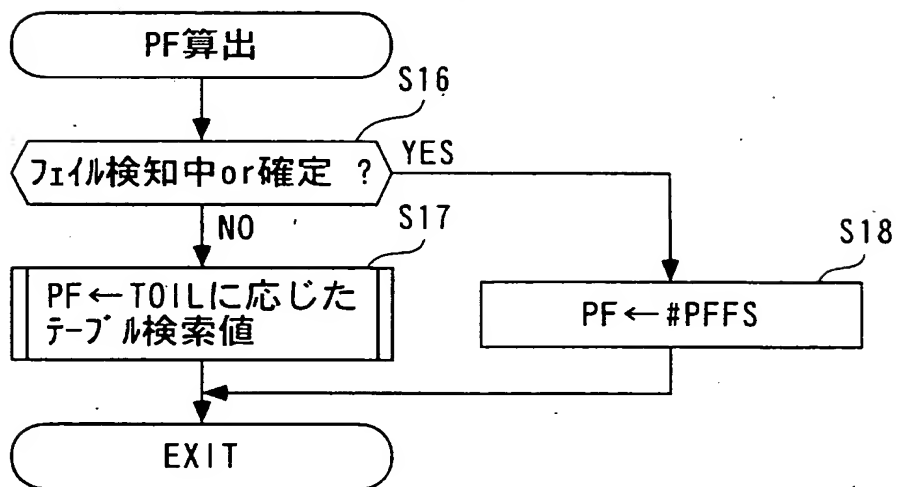 PF算出
S16
フェイル検知中or確定 ?
YES
NO
S17
S18
PF←TOILに応じた
テーブル検索値
PF←#PFFS
EXIT